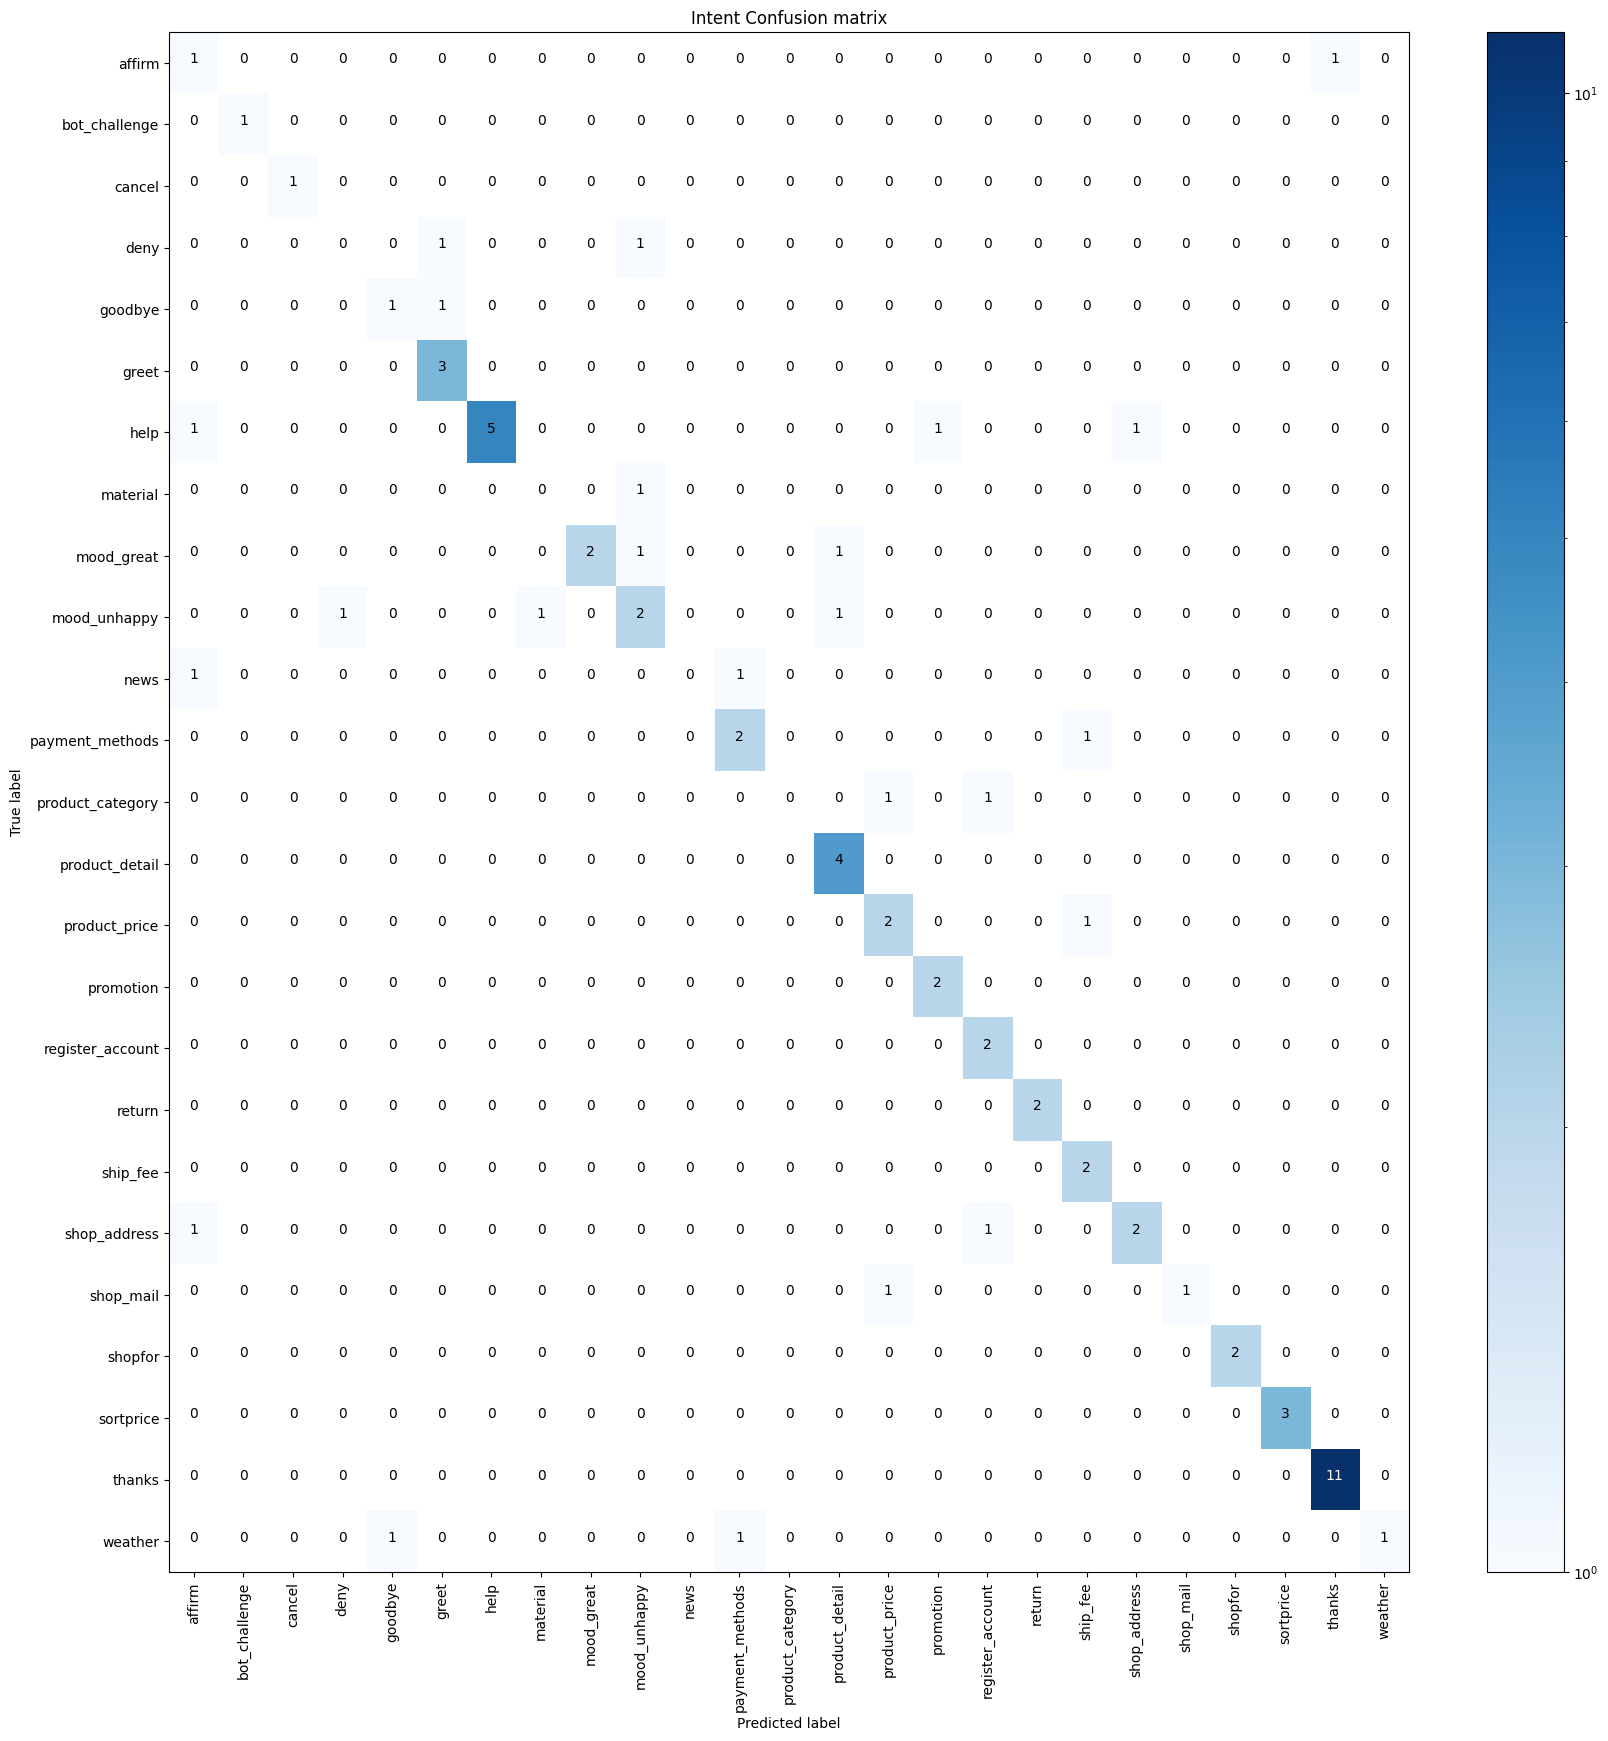 Intent Confusion matrix
affirm 1 0 0 0 0 0 0 0 0 0 0 0 0 0 0 0 0 0 0 0 0 0 0 1 0
bot_challenge 0 1 0 0 0 0 0 0 0 0 0 0 0 0 0 0 0 0 0 0 0 0 0 0 0
cancel 0 0 1 0 0 0 0 0 0 0 0 0 0 0 0 0 0 0 0 0 0 0 0 0 0
deny 0 0 0 0 0 1 0 0 0 1 0 0 0 0 0 0 0 0 0 0 0 0 0 0 0
goodbye 0 0 0 0 1 1 0 0 0 0 0 0 0 0 0 0 0 0 0 0 0 0 0 0 0
greet 0 0 0 0 0 3 0 0 0 0 0 0 0 0 0 0 0 0 0 0 0 0 0 0 0
help 1 0 0 0 0 0 5 0 0 0 0 0 0 0 0 1 0 0 0 1 0 0 0 0 0
material 0 0 0 0 0 0 0 0 0 1 0 0 0 0 0 0 0 0 0 0 0 0 0 0 0
mood_great 0 0 0 0 0 0 0 0 2 1 0 0 0 1 0 0 0 0 0 0 0 0 0 0 0
mood_unhappy 0 0 0 1 0 0 0 1 0 2 0 0 0 1 0 0 0 0 0 0 0 0 0 0 0
news 1 0 0 0 0 0 0 0 0 0 0 1 0 0 0 0 0 0 0 0 0 0 0 0 0
payment_methods 0 0 0 0 0 0 0 0 0 0 0 2 0 0 0 0 0 0 1 0 0 0 0 0 0
product_category 0 0 0 0 0 0 0 0 0 0 0 0 0 0 1 0 1 0 0 0 0 0 0 0 0
product_detail 0 0 0 0 0 0 0 0 0 0 0 0 0 4 0 0 0 0 0 0 0 0 0 0 0
product_price 0 0 0 0 0 0 0 0 0 0 0 0 0 0 2 0 0 0 1 0 0 0 0 0 0
promotion 0 0 0 0 0 0 0 0 0 0 0 0 0 0 0 2 0 0 0 0 0 0 0 0 0
register_account 0 0 0 0 0 0 0 0 0 0 0 0 0 0 0 0 2 0 0 0 0 0 0 0 0
return 0 0 0 0 0 0 0 0 0 0 0 0 0 0 0 0 0 2 0 0 0 0 0 0 0
ship_fee 0 0 0 0 0 0 0 0 0 0 0 0 0 0 0 0 0 0 2 0 0 0 0 0 0
shop_address 1 0 0 0 0 0 0 0 0 0 0 0 0 0 0 0 1 0 0 2 0 0 0 0 0
shop_mail 0 0 0 0 0 0 0 0 0 0 0 0 0 0 1 0 0 0 0 0 1 0 0 0 0
shopfor 0 0 0 0 0 0 0 0 0 0 0 0 0 0 0 0 0 0 0 0 0 2 0 0 0
sortprice 0 0 0 0 0 0 0 0 0 0 0 0 0 0 0 0 0 0 0 0 0 0 3 0 0
thanks 0 0 0 0 0 0 0 0 0 0 0 0 0 0 0 0 0 0 0 0 0 0 0 11 0
weather 0 0 0 0 1 0 0 0 0 0 0 1 0 0 0 0 0 0 0 0 0 0 0 0 1
True label
affirm
bot_challenge
cancel
deny
goodbye
greet
help
material
mood_great
mood_unhappy
news
payment_methods
product_category
product_detail
product_price
promotion
register_account
return
ship_fee
shop_address
shop_mail
shopfor
sortprice
thanks
weather
Predicted label
10¹
10⁰